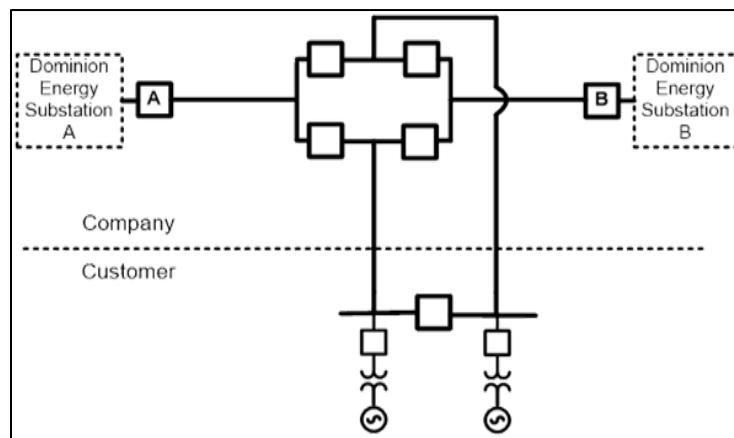 Dominion
Energy
Substation
A
A
B
Dominion
Energy
Substation
B
Company
Customer